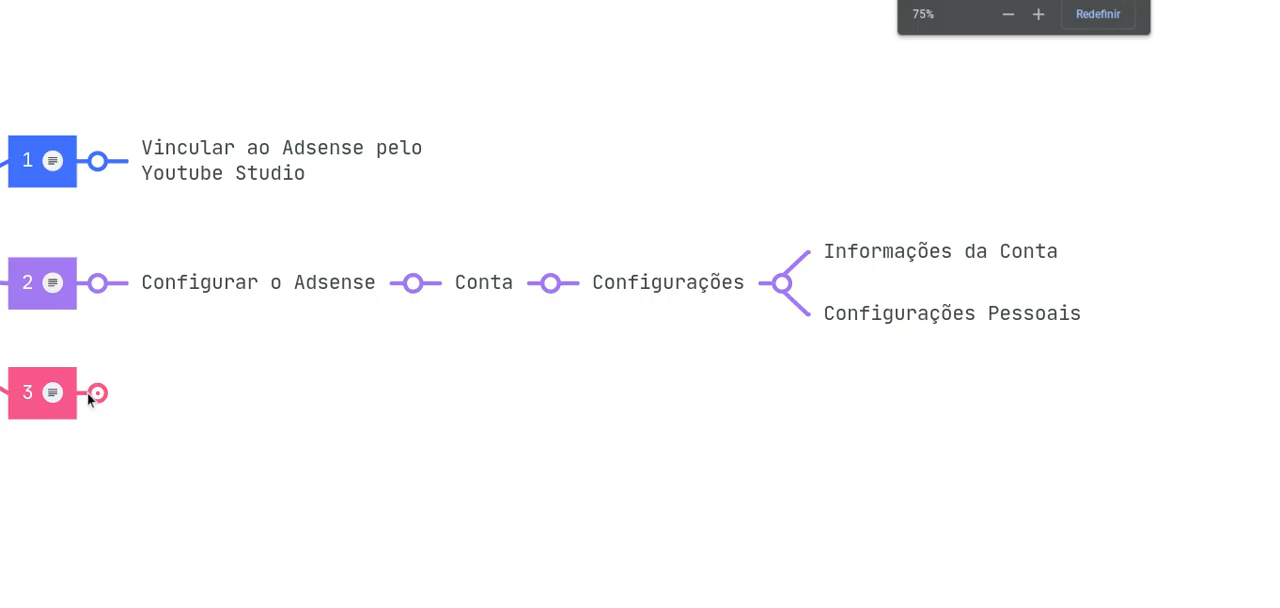 75%
Redefinir
1
Vincular ao Adsense pelo
Youtube Studio
2
Configurar o Adsense
Conta
Configurações
Informações da Conta
Configurações Pessoais
3